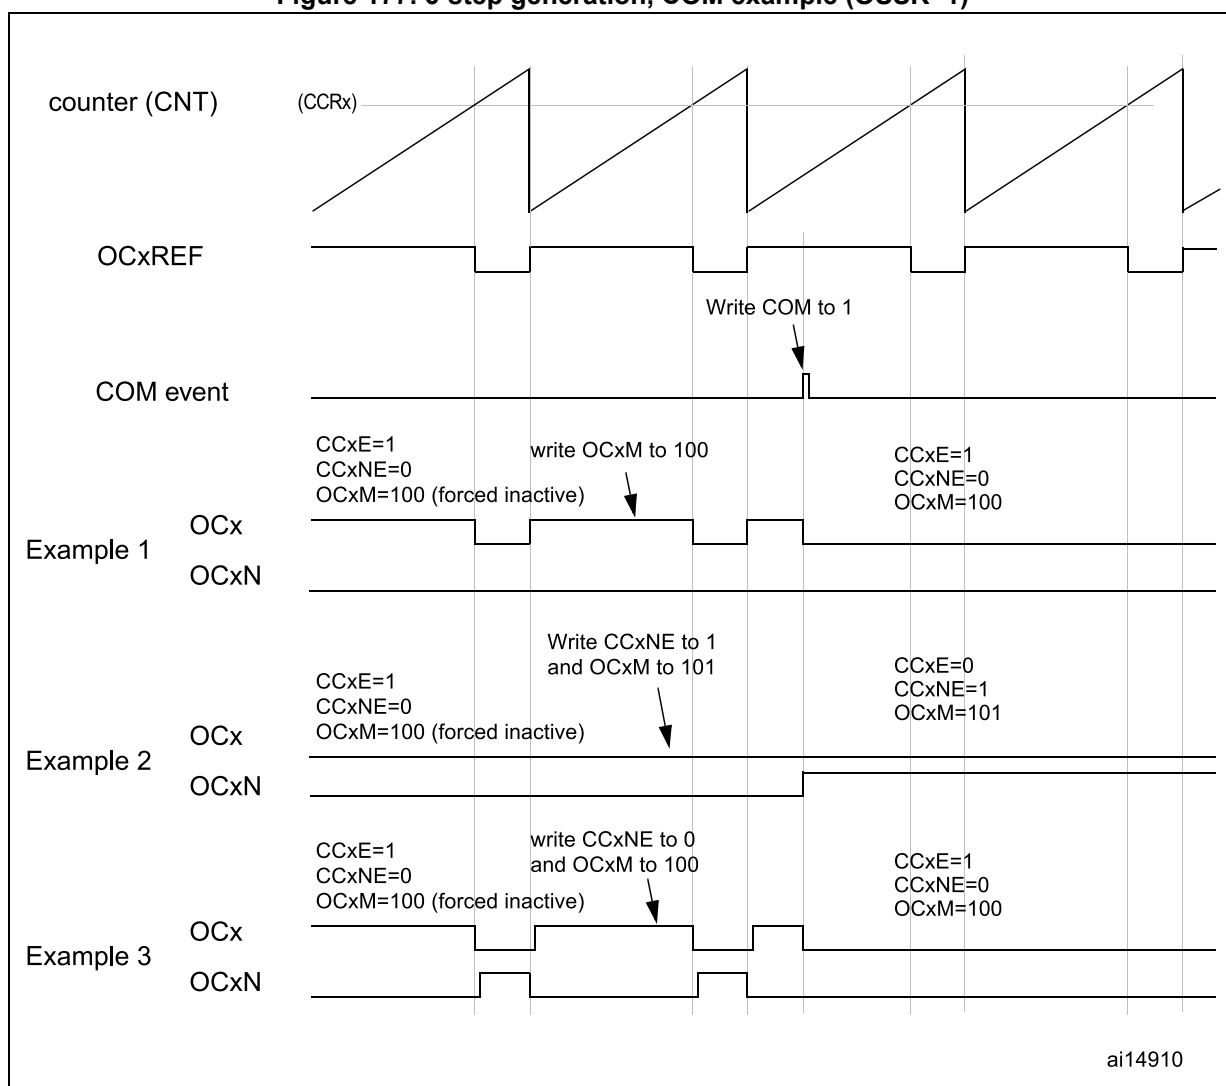 Figure 177. 6-step generation, COM example (OSSR=1)
counter (CNT)
(CCRx)
OCxREF
Write COM to 1
COM event
CCxE=1
CCxNE=0
OCxM=100 (forced inactive)
write OCxM to 100
CCxE=1
CCxNE=0
OCxM=100
Example 1
OCx
OCxN
Write CCxNE to 1
and OCxM to 101
CCxE=1
CCxNE=0
OCxM=100 (forced inactive)
CCxE=0
CCxNE=1
OCxM=101
Example 2
OCx
OCxN
write CCxNE to 0
and OCxM to 100
CCxE=1
CCxNE=0
OCxM=100 (forced inactive)
CCxE=1
CCxNE=0
OCxM=100
Example 3
OCx
OCxN
ai14910